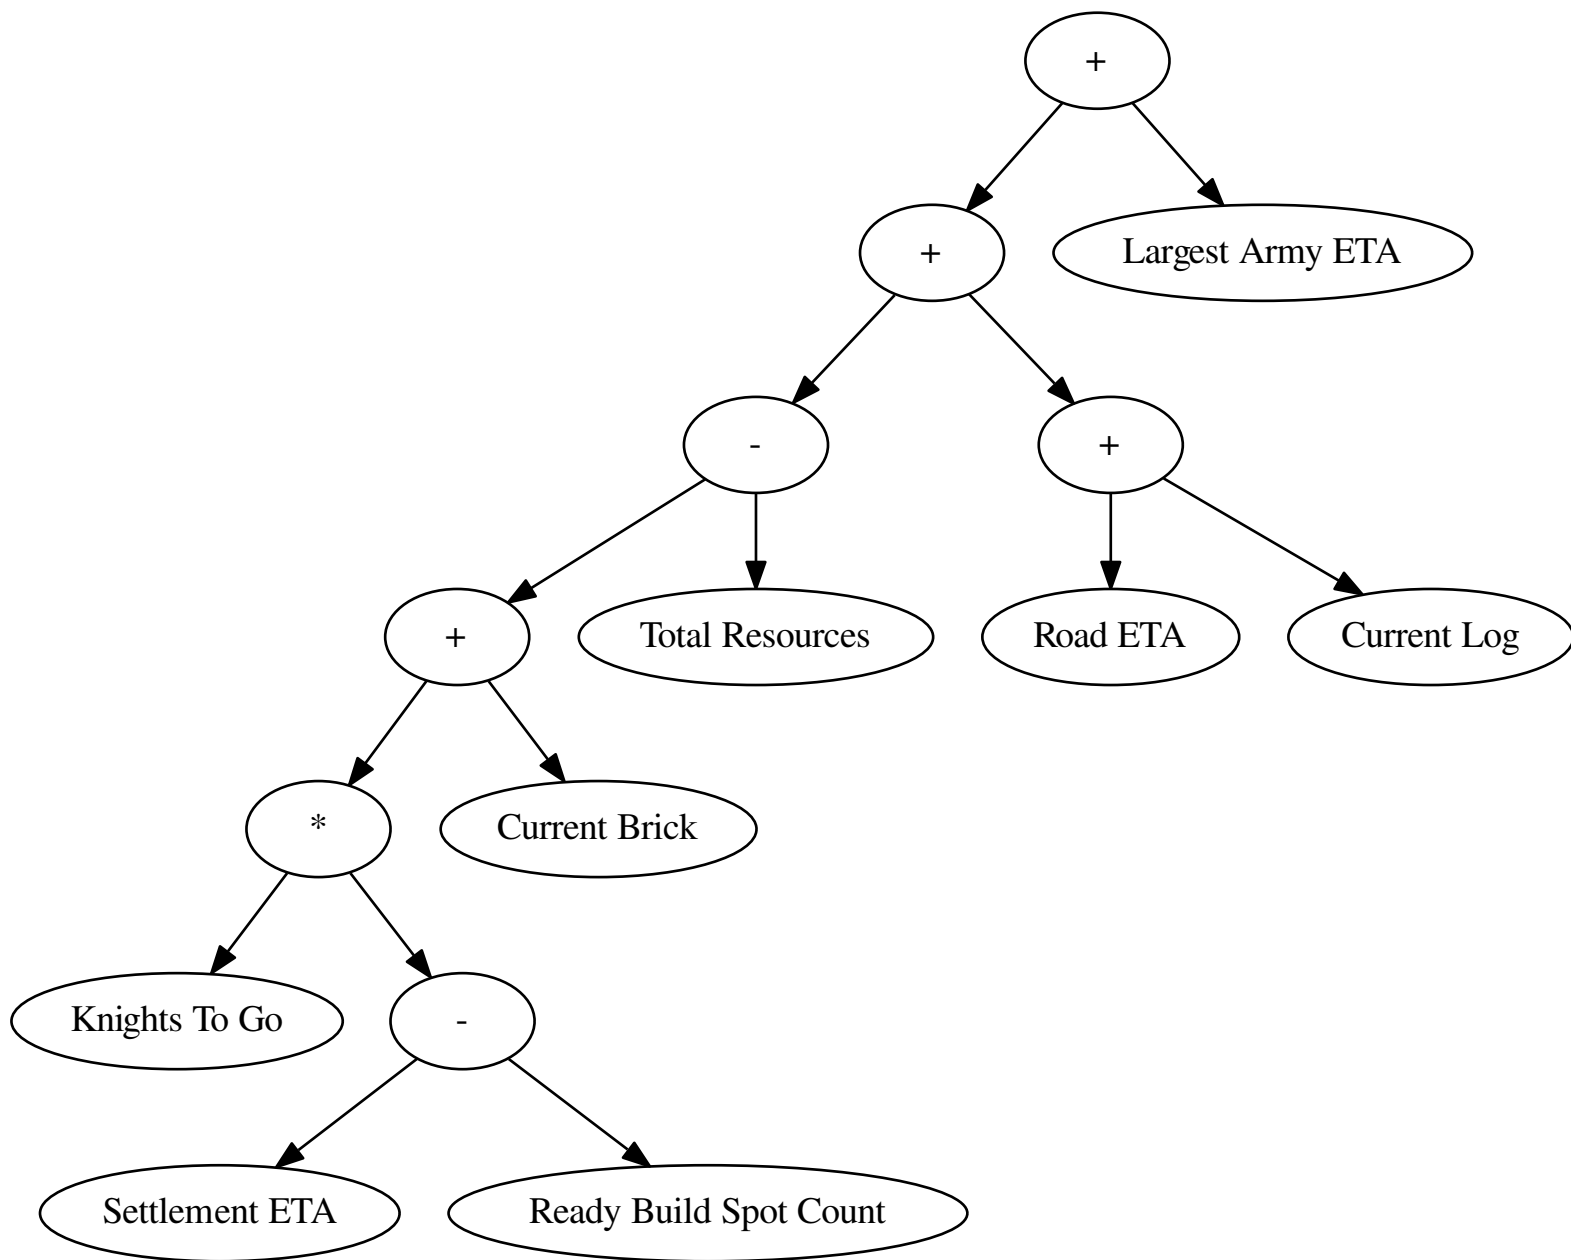 +
+
Largest Army ETA
-
+
+
Total Resources
Road ETA
Current Log
*
Current Brick
Knights To Go
-
Settlement ETA
Ready Build Spot Count